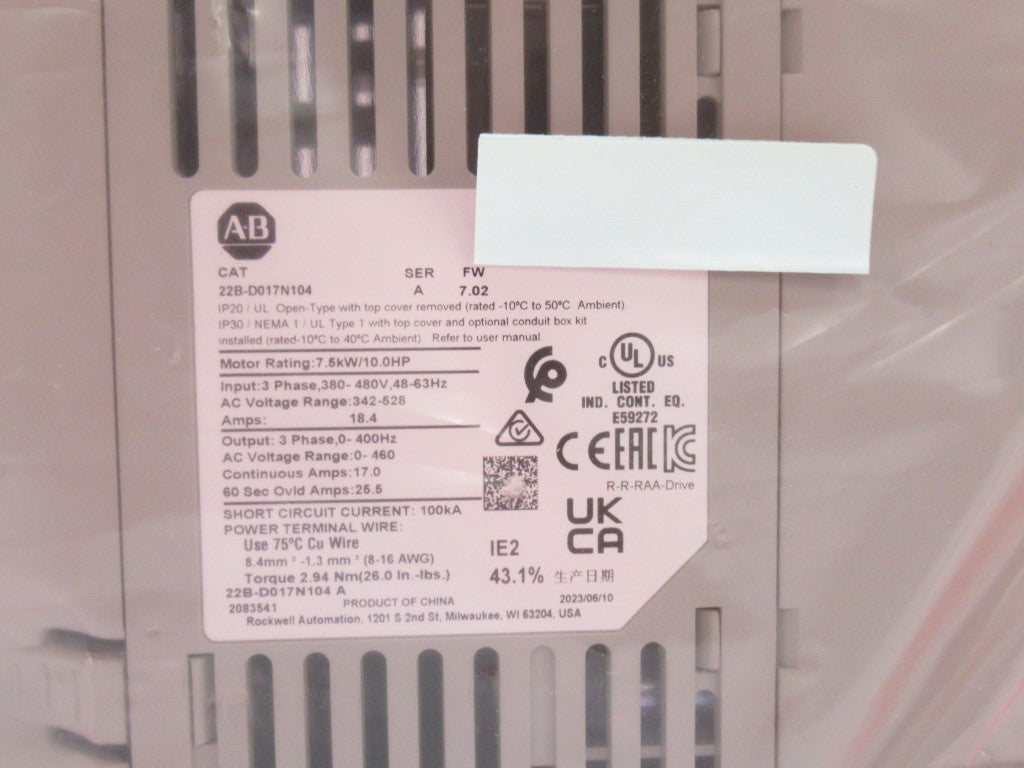 A-B
CAT SER FW
22B-D017N104 A 7.02
IP20 / UL Open-Type with top cover removed (rated -10ºC to 50ºC Ambient).
IP30 / NEMA 1 / UL Type 1 with top cover and optional conduit box kit
installed (rated-10ºC to 40ºC Ambient). Refer to user manual.
Motor Rating:7.5kW/10.0HP
Input:3 Phase,380- 480V,48-63Hz
AC Voltage Range:342-528
Amps: 18.4
Output: 3 Phase,0- 400Hz
AC Voltage Range:0- 460
Continuous Amps:17.0
60 Sec Ovld Amps:25.5
SHORT CIRCUIT CURRENT: 100kA
POWER TERMINAL WIRE:
Use 75ºC Cu Wire
8.4mm ² -1.3 mm ² (8-16 AWG)
Torque 2.94 Nm(26.0 In.-lbs.)
22B-D017N104 A
2083541 PRODUCT OF CHINA
Rockwell Automation, 1201 S 2nd St, Milwaukee, WI 53204, USA
C UL US
LISTED
IND. CONT. EQ.
E59272
CE EAC KC
R-R-RAA-Drive
UK
CA
IE2
43.1% 生产日期
2023/06/10